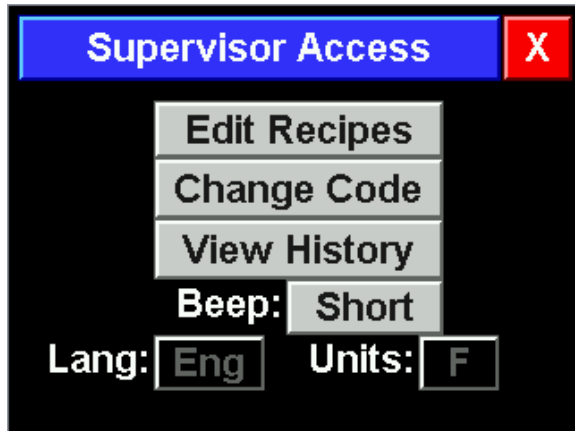 Supervisor Access X
Edit Recipes
Change Code
View History
Beep: Short
Lang: Eng Units: F